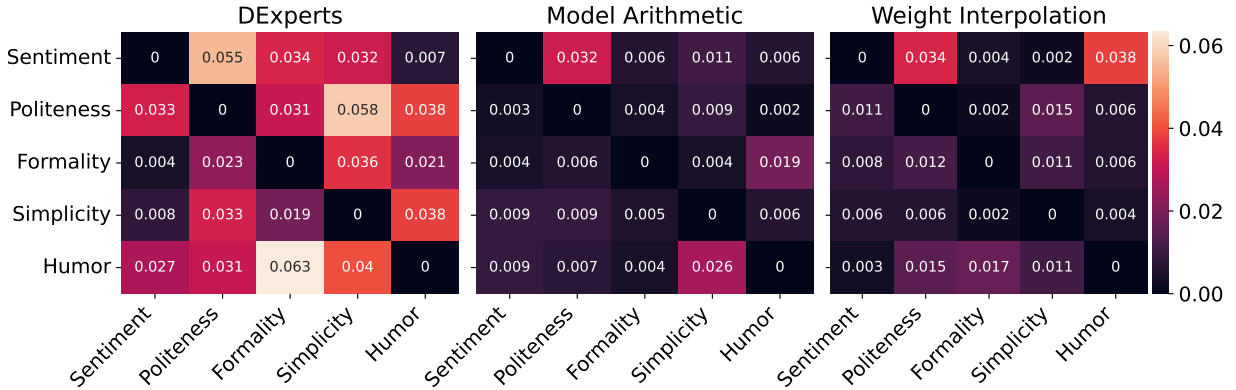 DExperts Model Arithmetic Weight Interpolation
Sentiment 0 0.055 0.034 0.032 0.007 0 0.032 0.006 0.011 0.006 0 0.034 0.004 0.002 0.038 0.06
Politeness 0.033 0 0.031 0.058 0.038 0.003 0 0.004 0.009 0.002 0.011 0 0.002 0.015 0.006 0.04
Formality 0.004 0.023 0 0.036 0.021 0.004 0.006 0 0.004 0.019 0.008 0.012 0 0.011 0.006
Simplicity 0.008 0.033 0.019 0 0.038 0.009 0.009 0.005 0 0.006 0.006 0.006 0.002 0 0.004 0.02
Humor 0.027 0.031 0.063 0.04 0 0.009 0.007 0.004 0.026 0 0.003 0.015 0.017 0.011 0 0.00
Sentiment Politeness Formality Simplicity Humor Sentiment Politeness Formality Simplicity Humor Sentiment Politeness Formality Simplicity Humor